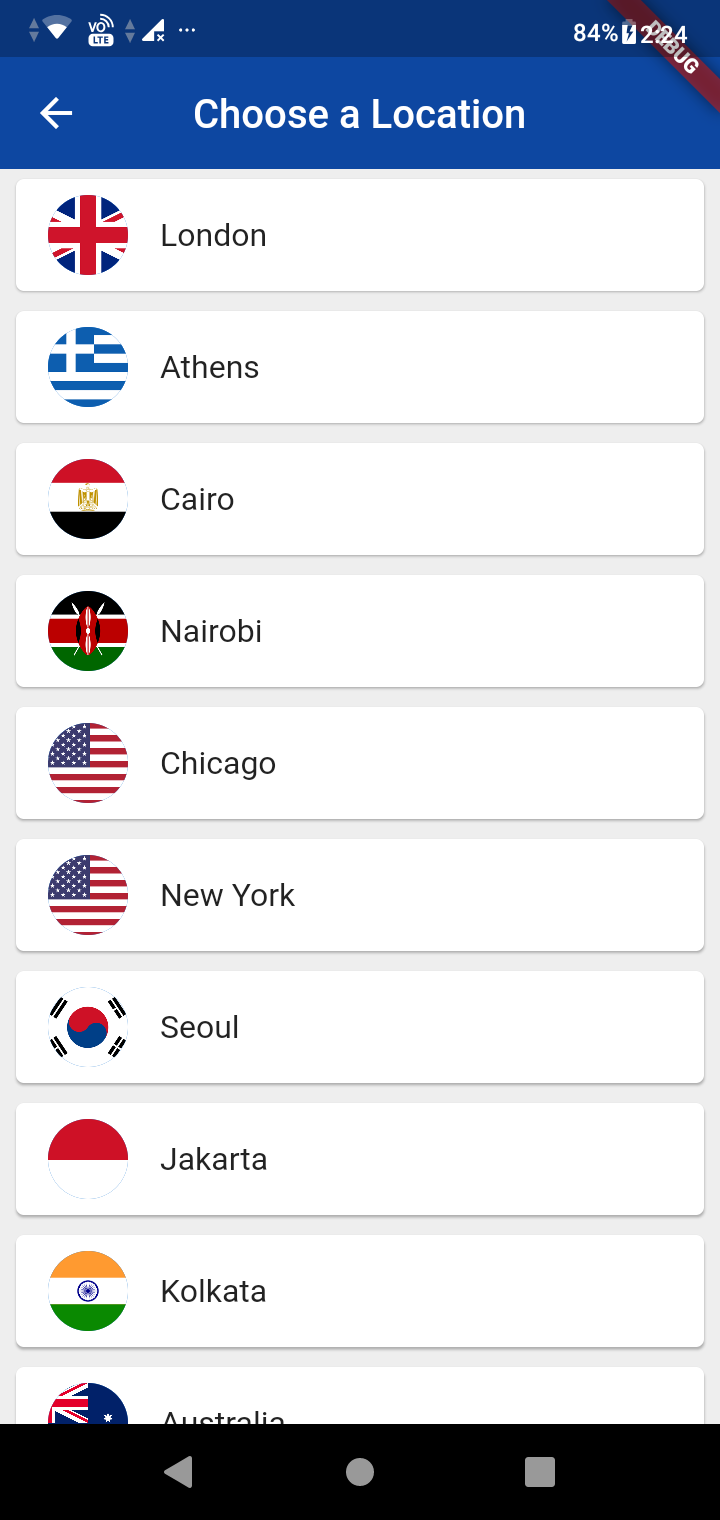 VO LTE
84% 2:24
DEBUG
Choose a Location
London
Athens
Cairo
Nairobi
Chicago
New York
Seoul
Jakarta
Kolkata
Australia